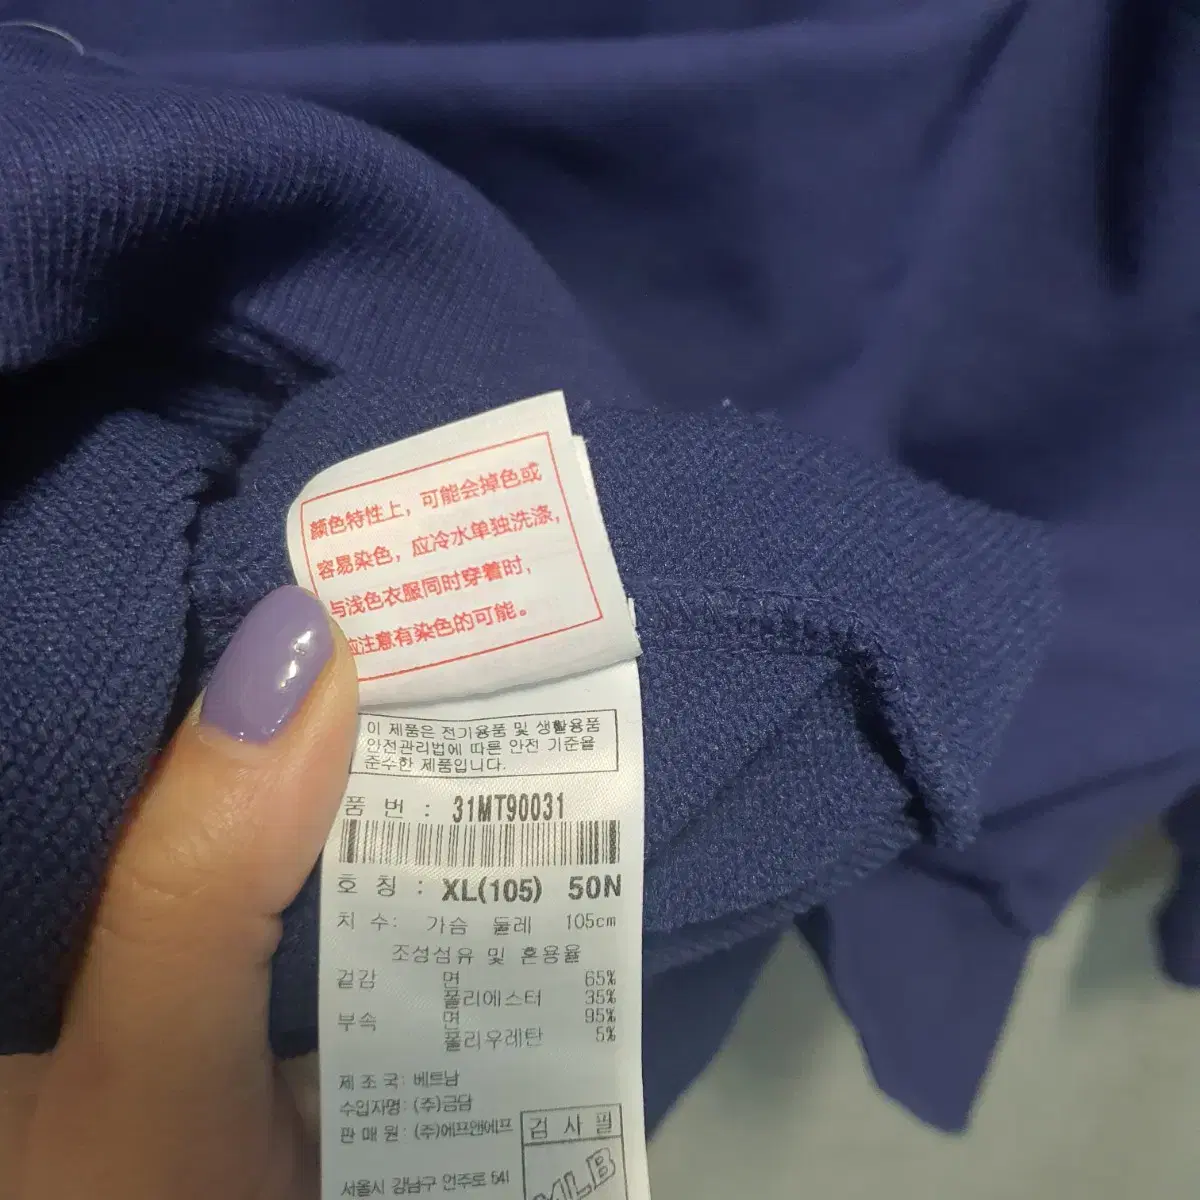 颜色特性上，可能会掉色或
容易染色，应冷水单独洗涤，
与浅色衣服同时穿着时，
应注意有染色的可能。
이 제품은 전기용품 및 생활용품
안전관리법에 따른 안전 기준을
준수한 제품입니다.
품 번 : 31MT90031
호 칭 : XL(105) 50N
치 수: 가슴 둘레 105cm
조성섬유 및 혼용율
겉감 면 65%
폴리에스터 35%
부속 면 95%
폴리우레탄 5%
제 조 국: 베트남
수입자명: (주)금담
판 매 원: (주)에프앤에프
검 사 필
서울시 강남구 언주로 541
MLB